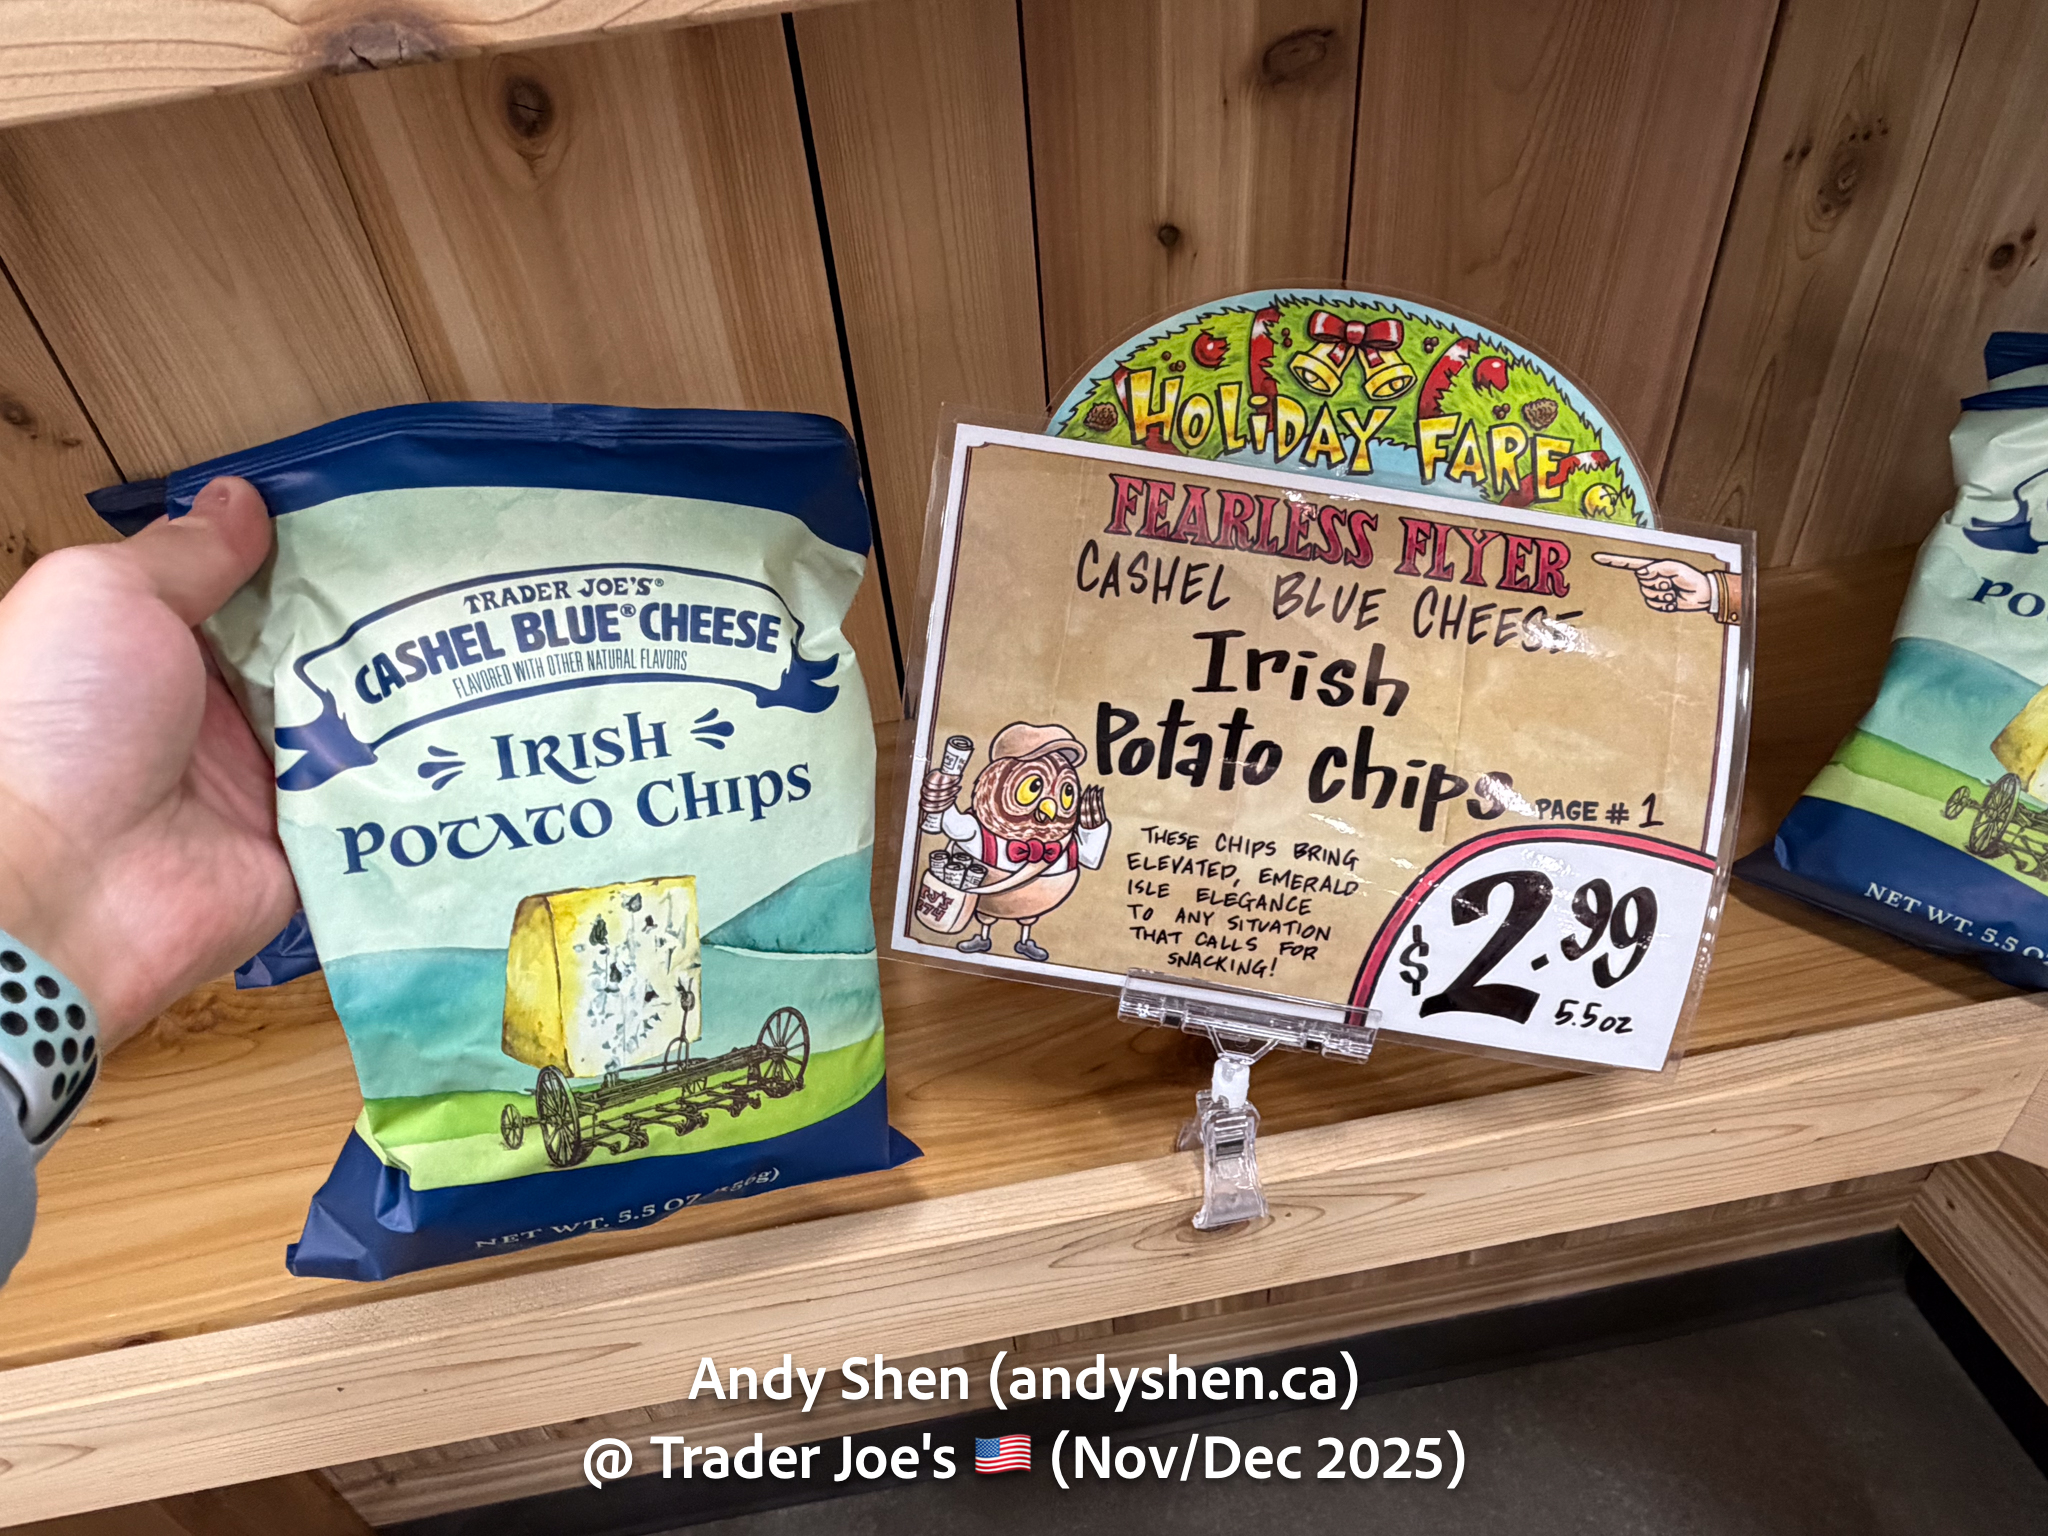 TRADER JOE'S®
CASHEL BLUE® CHEESE
FLAVORED WITH OTHER NATURAL FLAVORS
IRISH
POTATO CHIPS
NET WT. 5.5 OZ
HOLIDAY FARE
FEARLESS FLYER
CASHEL BLUE CHEESE
Irish
Potato chips
PAGE # 1
THESE CHIPS BRING
ELEVATED, EMERALD
ISLE ELEGANCE
TO ANY SITUATION
THAT CALLS FOR
SNACKING!
$2.99
5.5 oz
PO
NET WT. 5.5 O
Andy Shen (andyshen.ca)
@ Trader Joe's 🇺🇸 (Nov/Dec 2025)